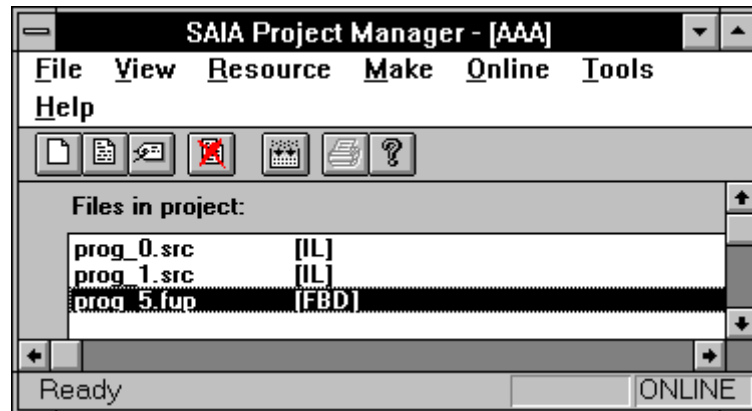 SAIA Project Manager - [AAA]
File View Resource Make Online Tools
Help
Files in project:
prog_0.src [IL]
prog_1.src [IL]
prog_5.fup [FBD]
Ready ONLINE